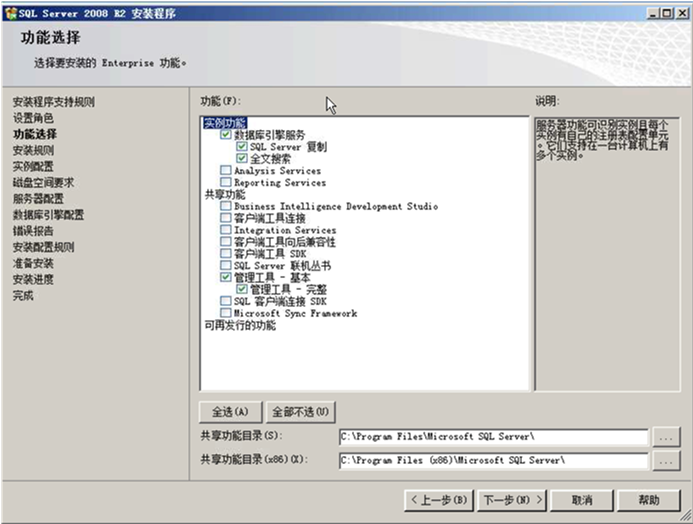 SQL Server 2008 R2 安装程序
功能选择
选择要安装的 Enterprise 功能。
安装程序支持规则
设置角色
功能选择
安装规则
实例配置
磁盘空间要求
服务器配置
数据库引擎配置
错误报告
安装配置规则
准备安装
安装进度
完成
功能(F):
实例功能
数据库引擎服务
SQL Server 复制
全文搜索
Analysis Services
Reporting Services
共享功能
Business Intelligence Development Studio
客户端工具连接
Integration Services
客户端工具向后兼容性
客户端工具 SDK
SQL Server 联机丛书
管理工具 - 基本
管理工具 - 完整
SQL 客户端连接 SDK
Microsoft Sync Framework
可再发行的功能
说明:
服务器功能可识别实例且每个
实例有自己的注册表配置单元
。它们支持在一台计算机上有
多个实例。
全选(A)
全部不选(U)
共享功能目录(S):
C:\Program Files\Microsoft SQL Server\
...
共享功能目录(x86)(X):
C:\Program Files (x86)\Microsoft SQL Server\
...
< 上一步(B)
下一步(N) >
取消
帮助